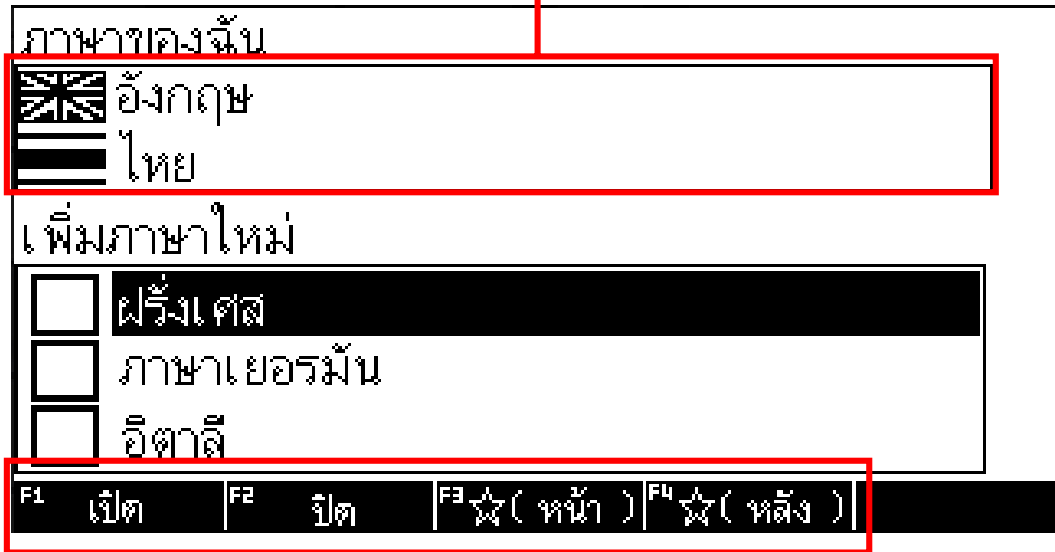 ภาษาของฉัน
อังกฤษ
ไทย
เพิ่มภาษาใหม่
ฝรั่งเศส
ภาษาเยอรมัน
อิตาลี
F1 เปิด F2 ปิด F3 ☆( หน้า ) F4 ☆( หลัง )